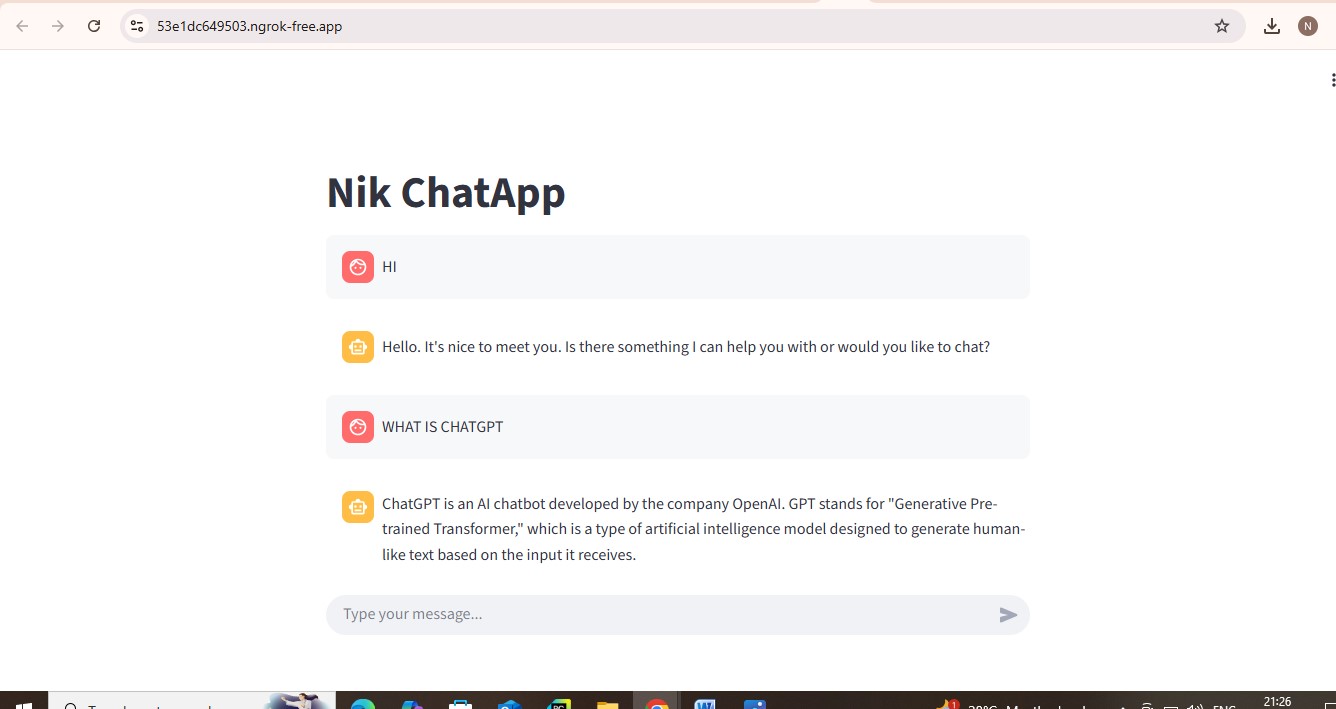 53e1dc649503.ngrok-free.app
N
Nik ChatApp
HI
Hello. It's nice to meet you. Is there something I can help you with or would you like to chat?
WHAT IS CHATGPT
ChatGPT is an AI chatbot developed by the company OpenAI. GPT stands for "Generative Pre-
trained Transformer," which is a type of artificial intelligence model designed to generate human-
like text based on the input it receives.
Type your message...
1
21:26